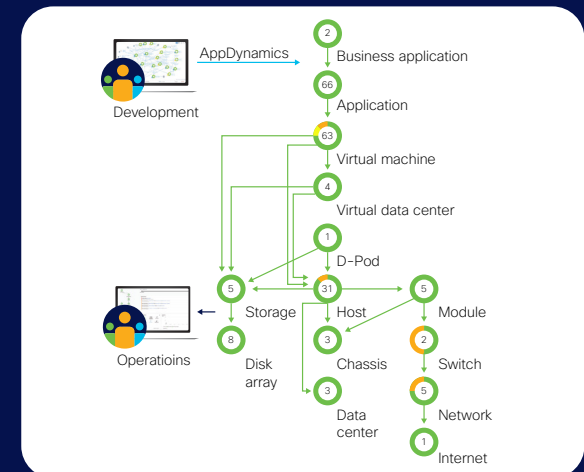 2
AppDynamics
Business application
66
Development
Application
63
Virtual machine
4
Virtual data center
1
D-Pod
5
31
5
Storage
Host
Module
8
3
2
Operatioins
Disk
array
Chassis
Switch
3
5
Data
center
Network
1
Internet